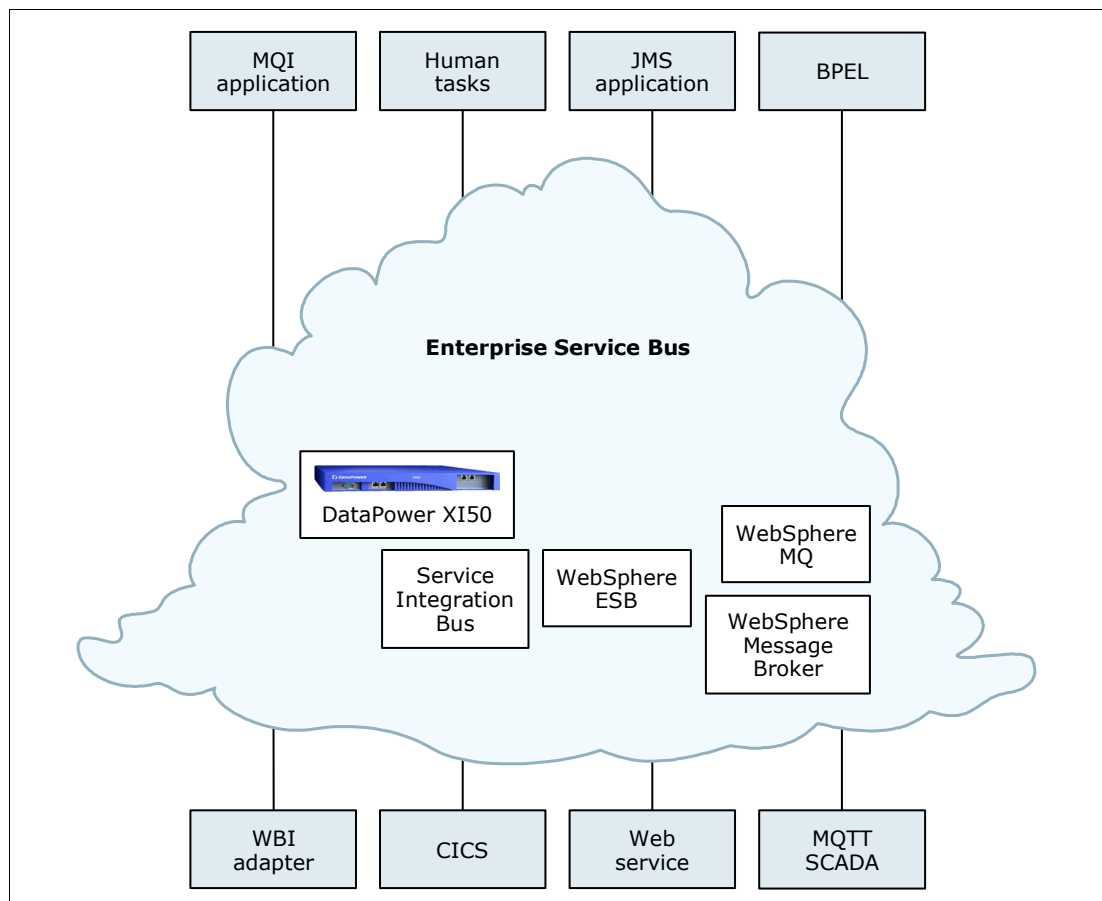 MQI
application
Human
tasks
JMS
application
BPEL
Enterprise Service Bus
DATAPOWER
DataPower XI50
Service
Integration
Bus
WebSphere
ESB
WebSphere
MQ
WebSphere
Message
Broker
WBI
adapter
CICS
Web
service
MQTT
SCADA